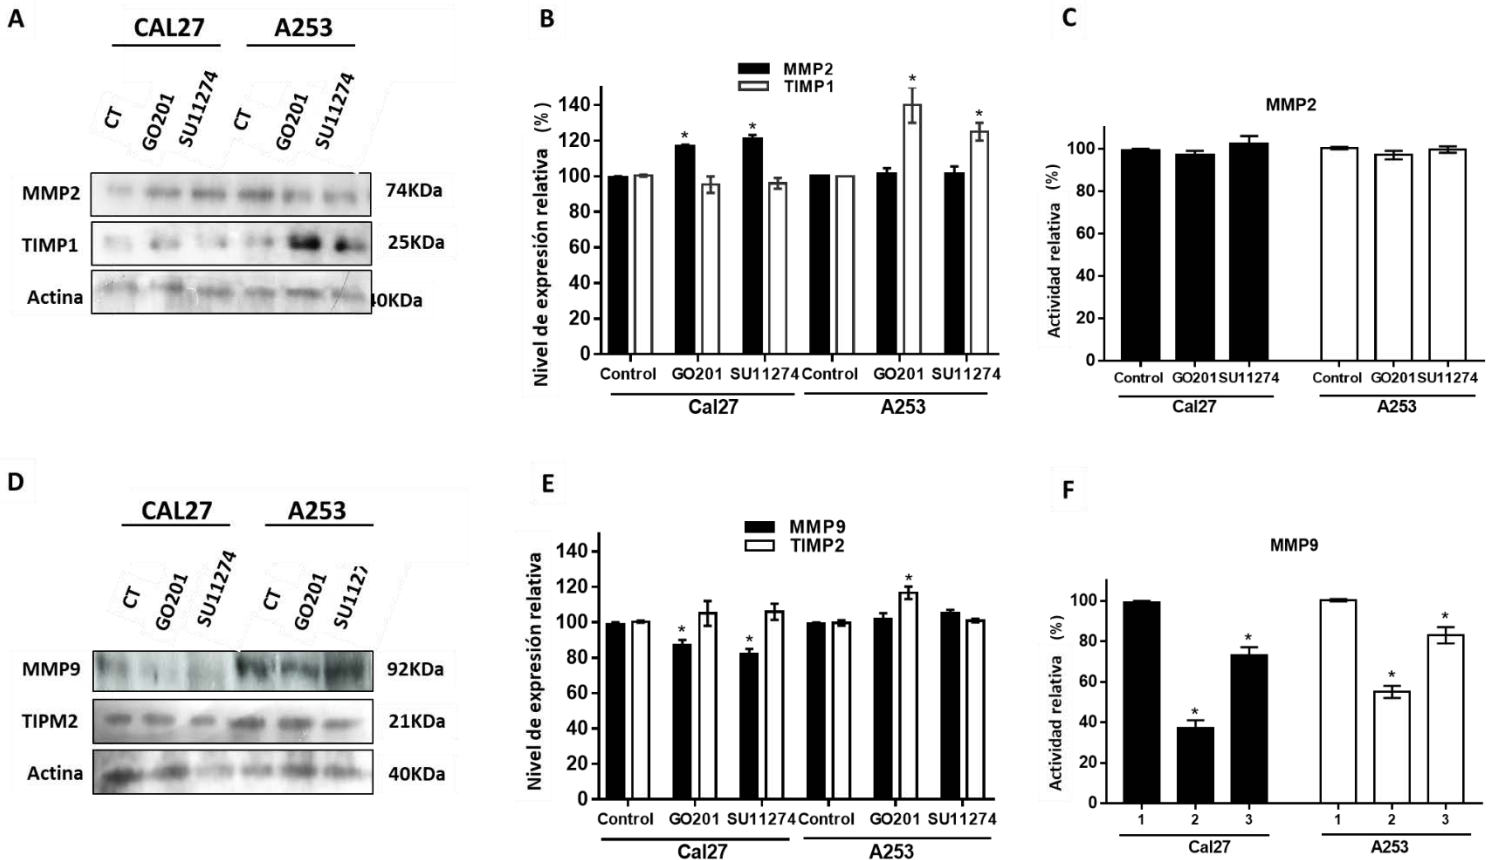 A
CAL27 A253
CT GO201 SU11274 CT GO201 SU11274
MMP2 74KDa
TIMP1 25KDa
Actina 40KDa
B
MMP2
TIMP1
Nivel de expresión relativa (%)
140
120
100
80
60
40
20
0
Control GO201 SU11274 Control GO201 SU11274
Cal27 A253
* * * *
C
MMP2
Actividad relativa (%)
100
80
60
40
20
0
Control GO201 SU11274 Control GO201 SU11274
Cal27 A253
D
CAL27 A253
CT GO201 SU11274 CT GO201 SU1127
MMP9 92KDa
TIPM2 21KDa
Actina 40KDa
E
MMP9
TIMP2
Nivel de expresión relativa
140
120
100
80
60
40
20
0
Control GO201 SU11274 Control GO201 SU11274
Cal27 A253
* * *
F
MMP9
Actividad relativa (%)
100
80
60
40
20
0
1 2 3 1 2 3
Cal27 A253
* * * *